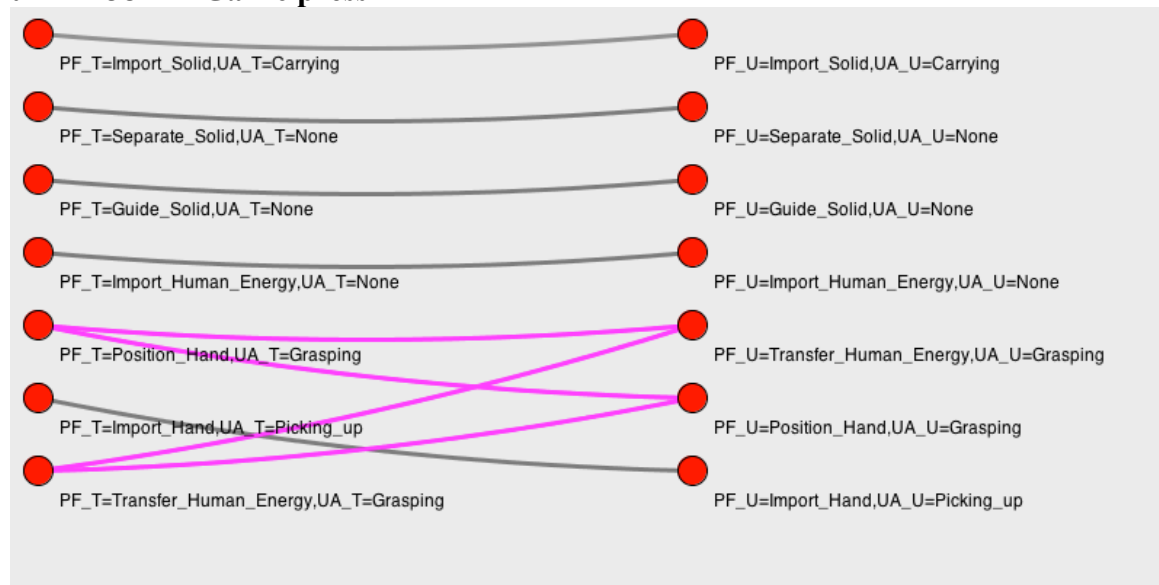 PF_T=Import_Solid,UA_T=Carrying
PF_U=Import_Solid,UA_U=Carrying
PF_T=Separate_Solid,UA_T=None
PF_U=Separate_Solid,UA_U=None
PF_T=Guide_Solid,UA_T=None
PF_U=Guide_Solid,UA_U=None
PF_T=Import_Human_Energy,UA_T=None
PF_U=Import_Human_Energy,UA_U=None
PF_T=Position_Hand,UA_T=Grasping
PF_U=Transfer_Human_Energy,UA_U=Grasping
PF_T=Import_Hand,UA_T=Picking_up
PF_U=Position_Hand,UA_U=Grasping
PF_T=Transfer_Human_Energy,UA_T=Grasping
PF_U=Import_Hand,UA_U=Picking_up